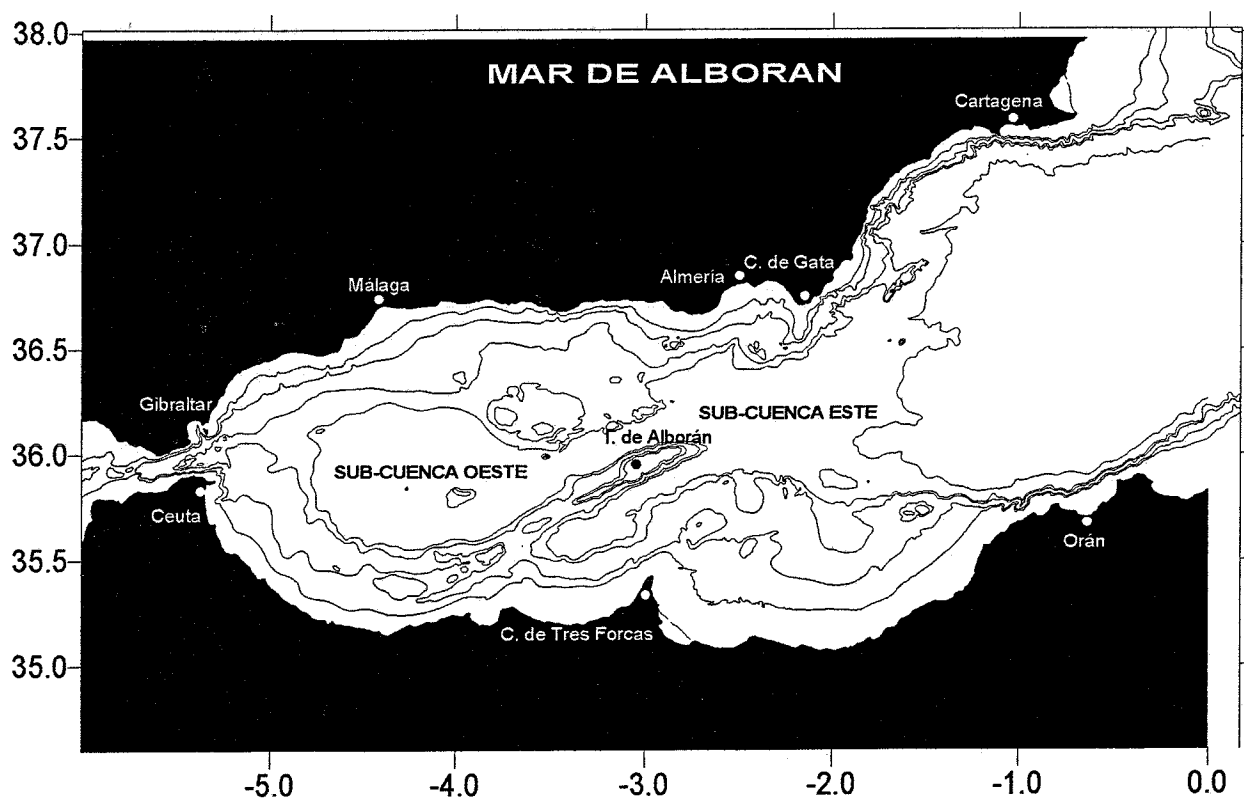 38.0
MAR DE ALBORAN
Cartagena
37.5
37.0
C. de Gata
Almería
Málaga
36.5
Gibraltar
SUB-CUENCA ESTE
I. de Alborán
36.0
SUB-CUENCA OESTE
Ceuta
Orán
35.5
C. de Tres Forcas
35.0
-5.0 -4.0 -3.0 -2.0 -1.0 0.0